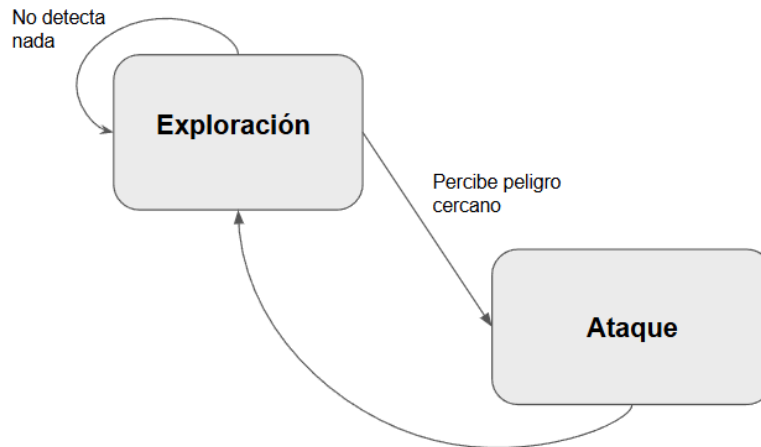 No detecta
nada
Exploración
Percibe peligro
cercano
Ataque